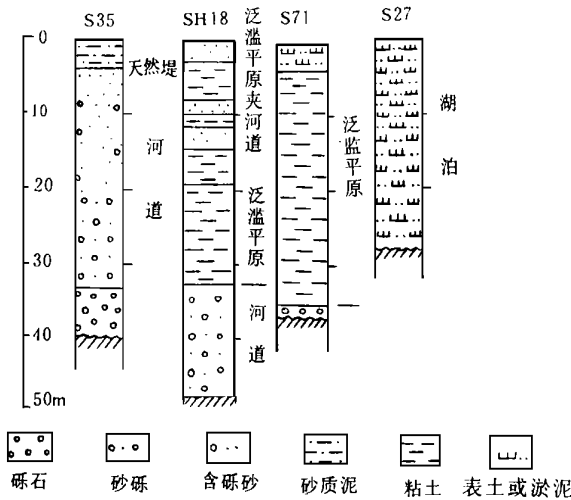 S35
SH18
S71
S27
0
10
20
30
40
50m
天然堤
河道
泛滥平原夹河道
泛滥平原
河道
泛监平原
湖泊
砾石
砂砾
含砾砂
砂质泥
粘土
表土或淤泥